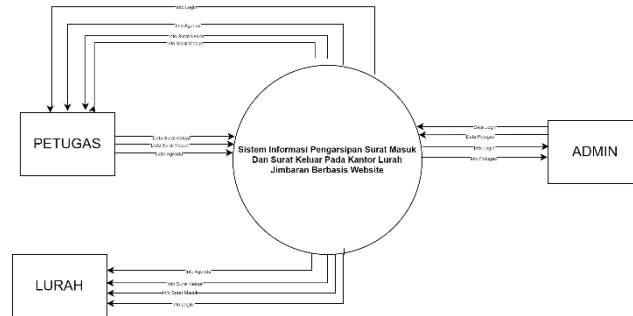 Info Login
Info Agenda
Info Surat Keluar
Info Surat Masuk
PETUGAS
Data Surat Keluar
Data Surat Masuk
Data Agenda
Sistem Informasi Pengarsipan Surat Masuk
Dan Surat Keluar Pada Kantor Lurah
Jimbaran Berbasis Website
Data Login
Data Petugas
Info Login
Info Petugas
ADMIN
LURAH
Info Agenda
Info Surat Keluar
Info Surat Masuk
Info Login